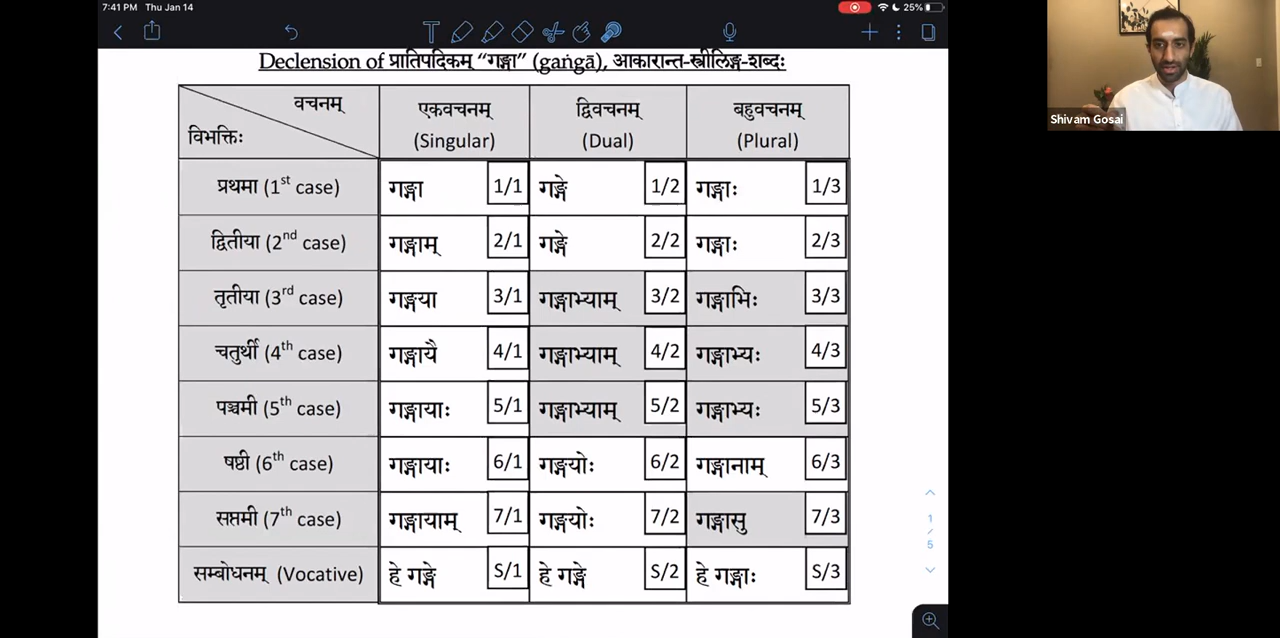 7:41 PM Thu Jan 14
25%
Declension of प्रातिपदिकम् “गङ्गा” (gaṅgā), आकारान्त-स्त्रीलिङ्ग-शब्दः
वचनम्
विभक्तिः
एकवचनम्
(Singular)
द्विवचनम्
(Dual)
बहुवचनम्
(Plural)
प्रथमा (1st case) गङ्गा 1/1 गङ्गे 1/2 गङ्गाः 1/3
द्वितीया (2nd case) गङ्गाम् 2/1 गङ्गे 2/2 गङ्गाः 2/3
तृतीया (3rd case) गङ्गया 3/1 गङ्गाभ्याम् 3/2 गङ्गाभिः 3/3
चतुर्थी (4th case) गङ्गायै 4/1 गङ्गाभ्याम् 4/2 गङ्गाभ्यः 4/3
पञ्चमी (5th case) गङ्गायाः 5/1 गङ्गाभ्याम् 5/2 गङ्गाभ्यः 5/3
षष्ठी (6th case) गङ्गायाः 6/1 गङ्गयोः 6/2 गङ्गानाम् 6/3
सप्तमी (7th case) गङ्गायाम् 7/1 गङ्गयोः 7/2 गङ्गासु 7/3
सम्बोधनम् (Vocative) हे गङ्गे S/1 हे गङ्गे S/2 हे गङ्गाः S/3
1
/
5
Shivam Gosai